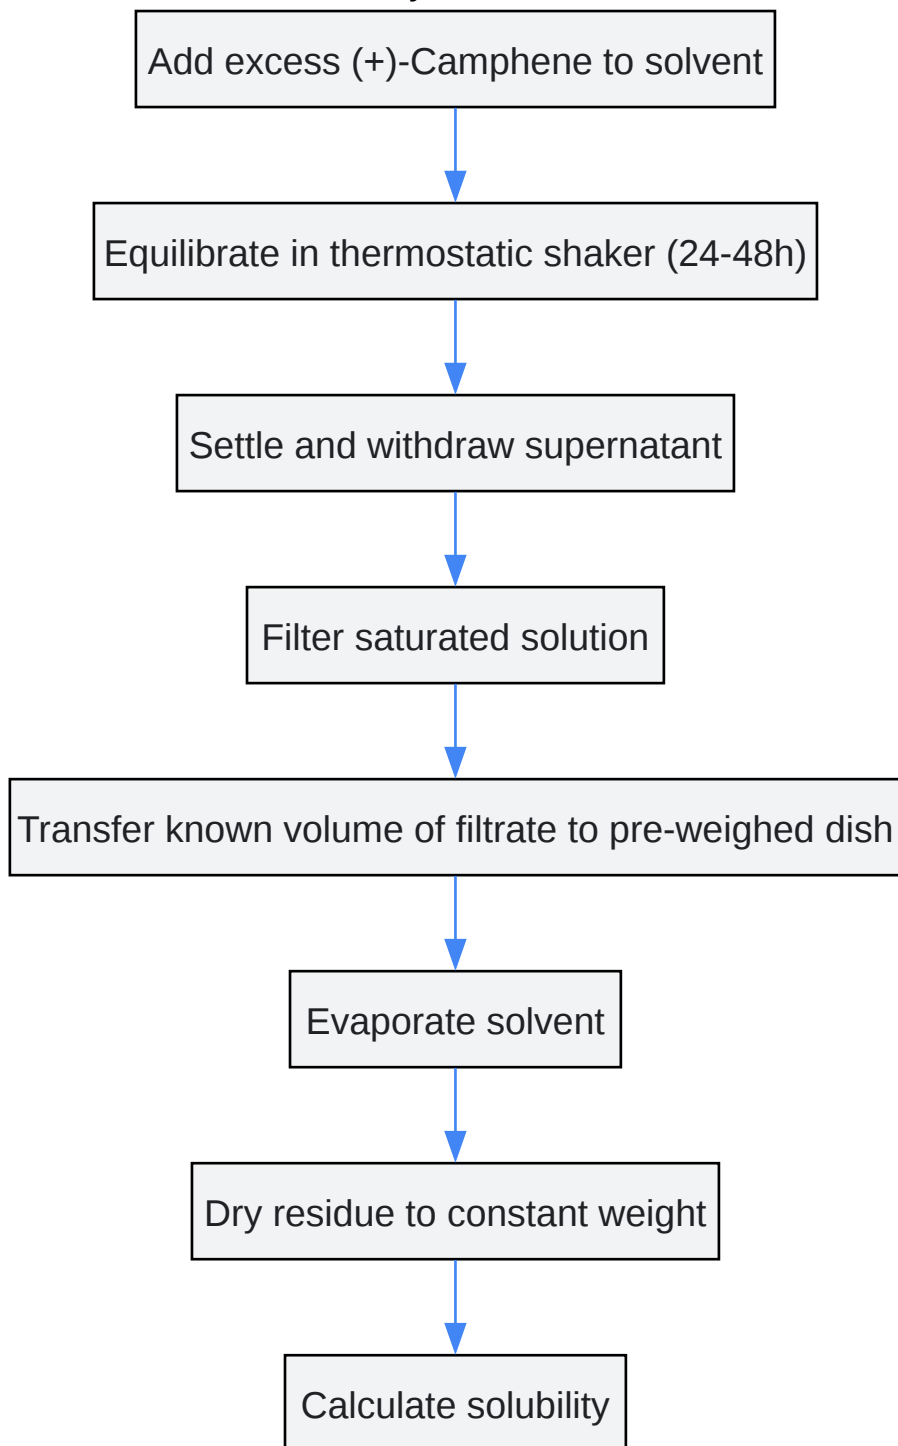 Add excess (+)-Camphene to solvent
Equilibrate in thermostatic shaker (24-48h)
Settle and withdraw supernatant
Filter saturated solution
Transfer known volume of filtrate to pre-weighed dish
Evaporate solvent
Dry residue to constant weight
Calculate solubility